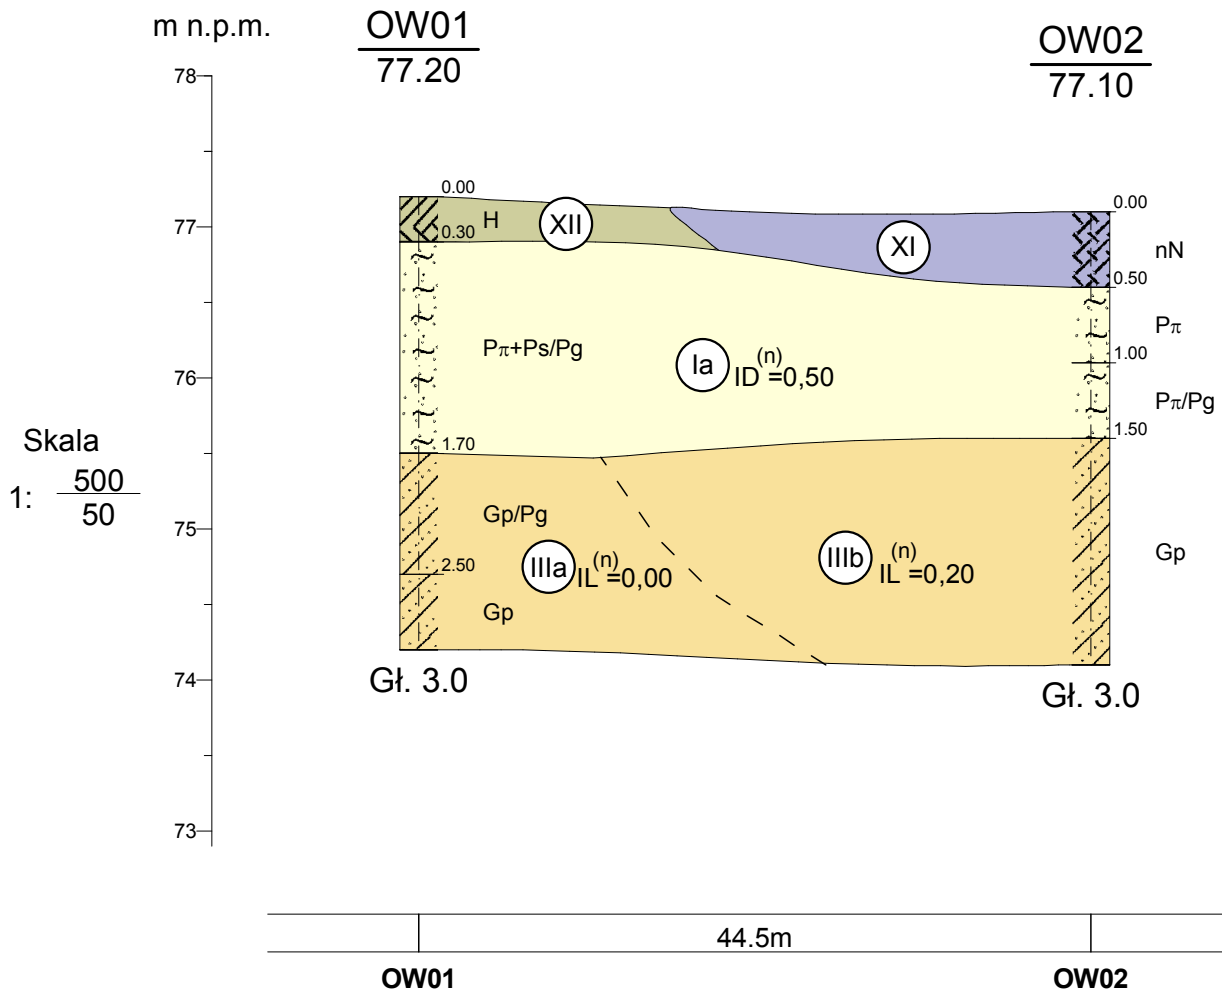 m n.p.m.
OW01
77.20
OW02
77.10
78
77
76
75
74
73
Skala
1: 500
50
0.00
H
XII
0.30
XI
0.00
nN
0.50
Pπ+Ps/Pg
Ia
ID(n)=0,50
Pπ
1.00
Pπ/Pg
1.50
1.70
Gp/Pg
IIIa
IL(n)=0,00
2.50
Gp
IIIb
IL(n)=0,20
Gp
Gł. 3.0
Gł. 3.0
44.5m
OW01
OW02